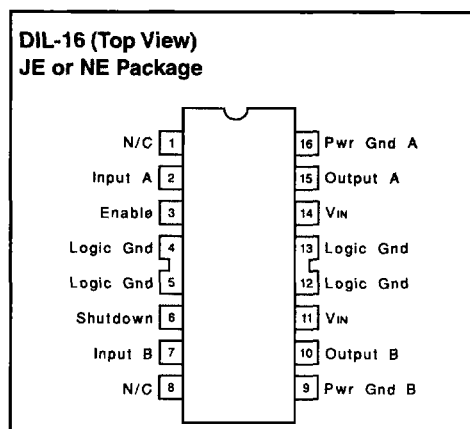 DIL-16 (Top View)
JE or NE Package
N/C 1 16 Pwr Gnd A
Input A 2 15 Output A
Enable 3 14 VIN
Logic Gnd 4 13 Logic Gnd
Logic Gnd 5 12 Logic Gnd
Shutdown 6 11 VIN
Input B 7 10 Output B
N/C 8 9 Pwr Gnd B